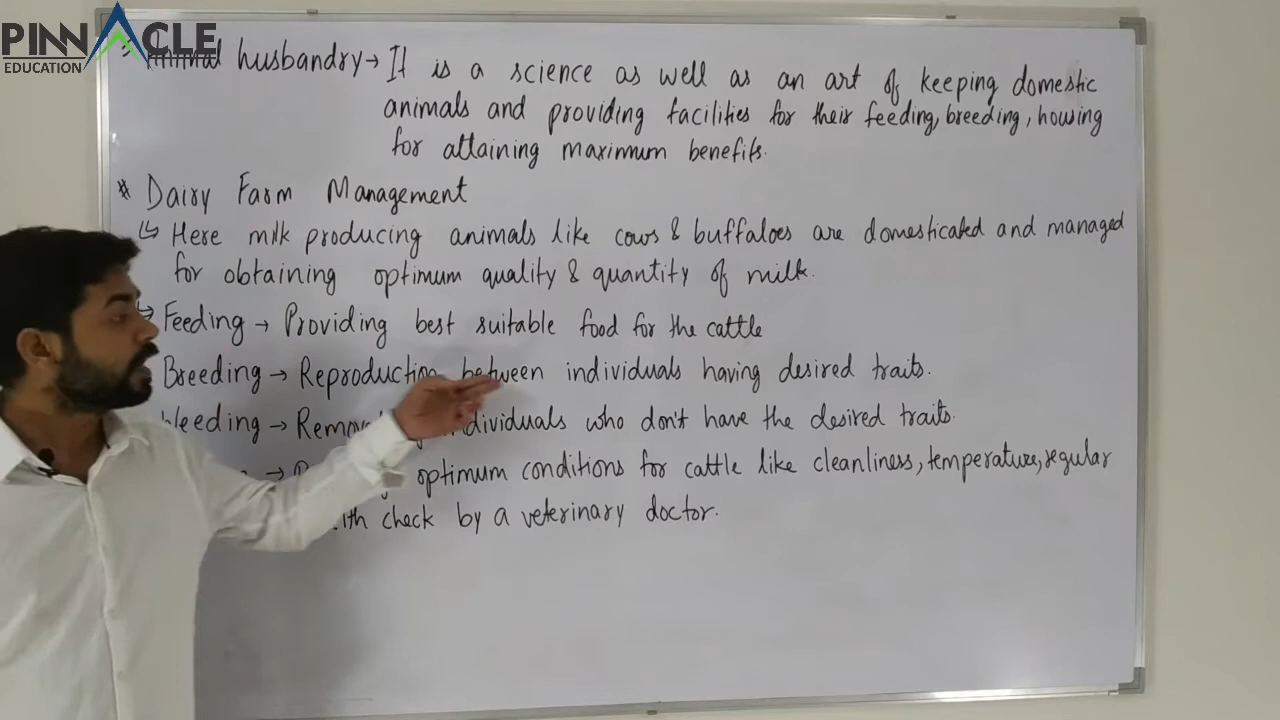 PINNACLE
EDUCATION
Animal husbandry → It is a science as well as an art of keeping domestic
animals and providing facilities for their feeding, breeding, housing
for attaining maximum benefits.
* Dairy Farm Management
↳ Here milk producing animals like cows & buffaloes are domesticated and managed
for obtaining optimum quality & quantity of milk.
↳ Feeding → Providing best suitable food for the cattle
Breeding → Reproduction between individuals having desired traits.
Weeding → individuals who don't have the desired traits.
→ optimum conditions for cattle like cleanliness, temperature, regular
check by a veterinary doctor.